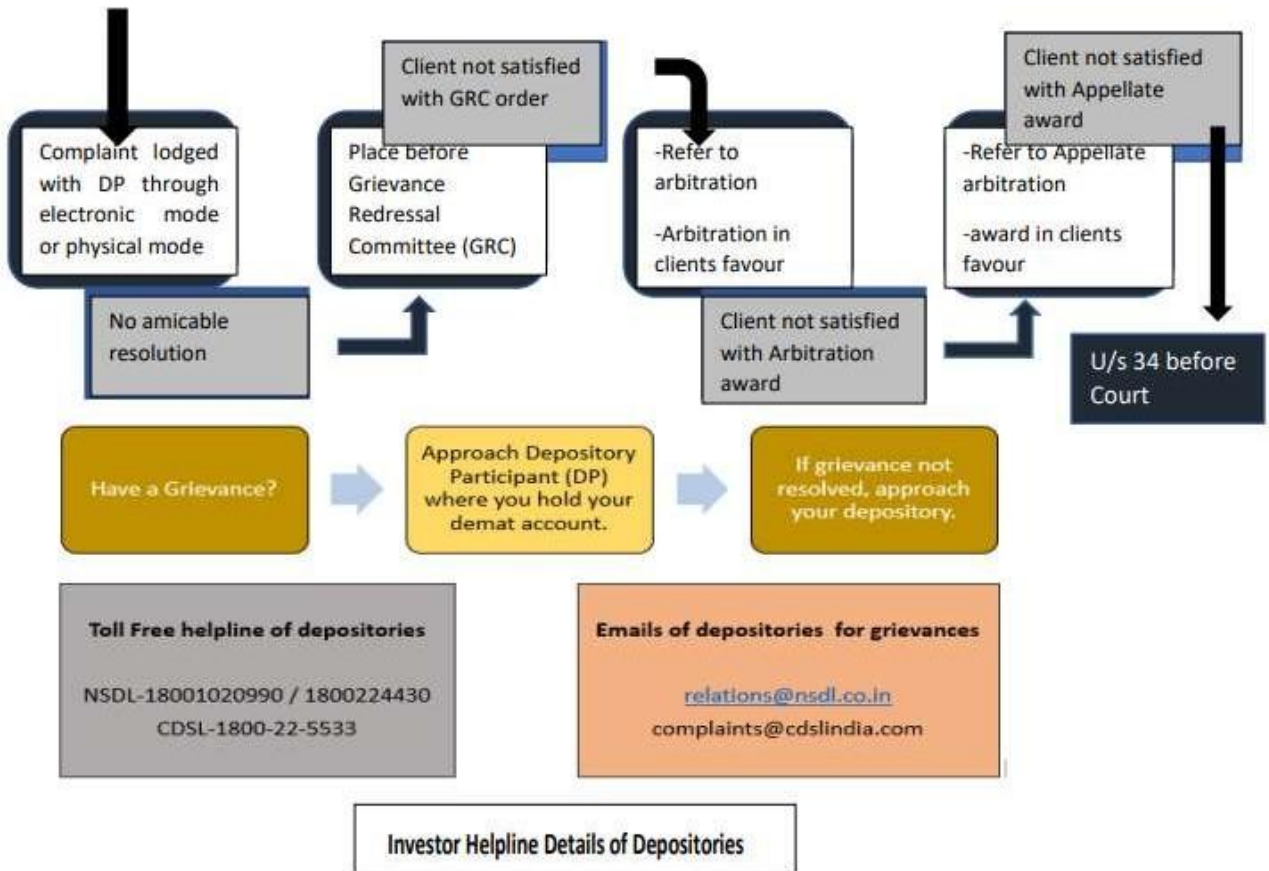 Complaint lodged
with DP through
electronic mode
or physical mode
No amicable
resolution
Client not satisfied
with GRC order
Place before
Grievance
Redressal
Committee (GRC)
-Refer to
arbitration
-Arbitration in
clients favour
Client not satisfied
with Arbitration
award
Client not satisfied
with Appellate
award
-Refer to Appellate
arbitration
-award in clients
favour
U/s 34 before
Court
Have a Grievance?
Approach Depository
Participant (DP)
where you hold your
demat account.
If grievance not
resolved, approach
your depository.
Toll Free helpline of depositories
NSDL-18001020990 / 1800224430
CDSL-1800-22-5533
Emails of depositories for grievances
relations@nsdl.co.in
complaints@cdslindia.com
Investor Helpline Details of Depositories